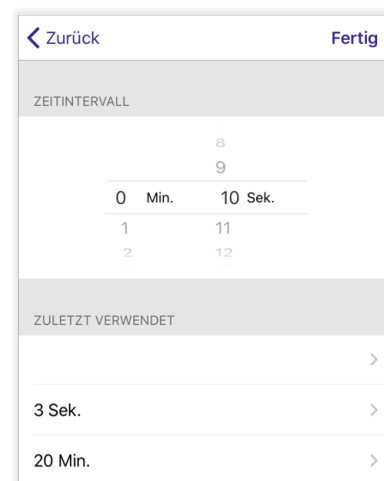 Zurück Fertig
ZEITINTERVALL
8
9
0 Min. 10 Sek.
1 11
2 12
ZULETZT VERWENDET
3 Sek.
20 Min.